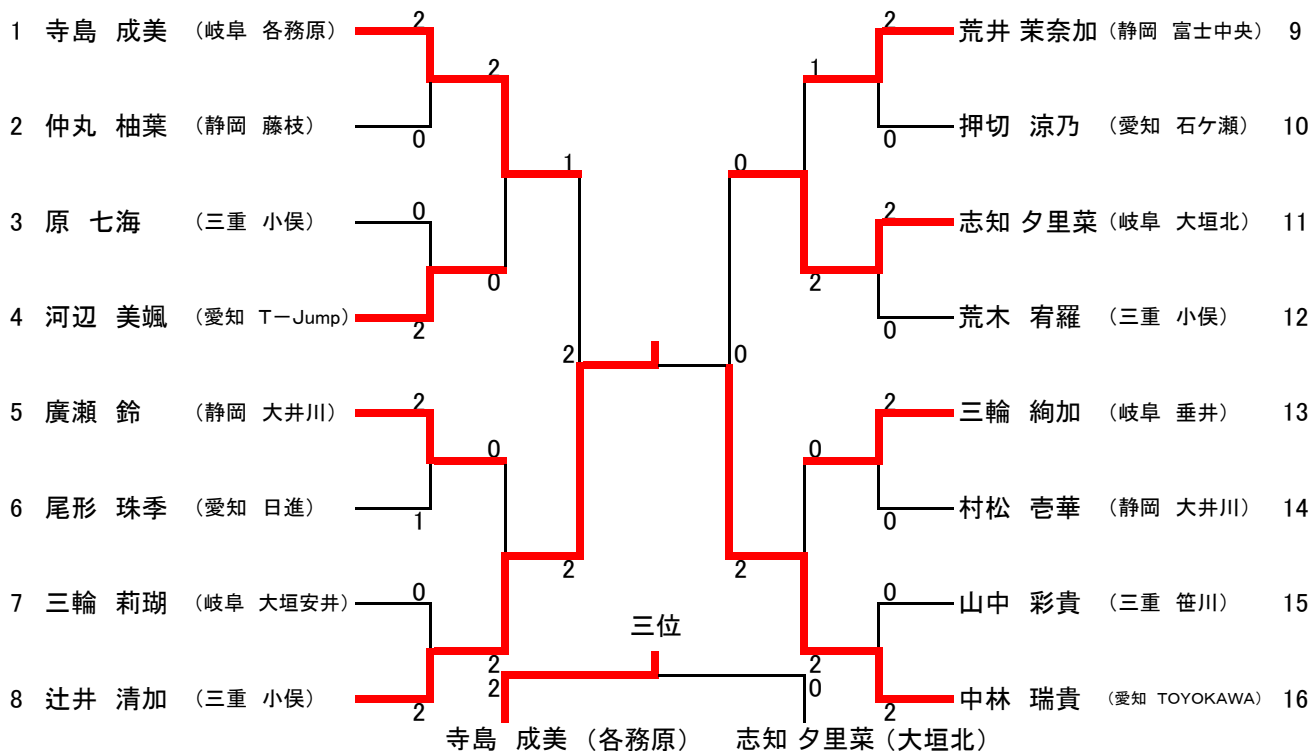 1 寺島 成美 (岐阜 各務原) 2
2
2 仲丸 柚葉 (静岡 藤枝) 0
1
3 原 七海 (三重 小俣) 0
0
4 河辺 美颯 (愛知 T－Jump) 2
2
5 廣瀬 鈴 (静岡 大井川) 2
0
6 尾形 珠季 (愛知 日進) 1
2
7 三輪 莉瑚 (岐阜 大垣安井) 0
2
8 辻井 清加 (三重 小俣) 2
2 荒井 茉奈加 (静岡 富士中央) 9
1
0 押切 涼乃 (愛知 石ケ瀬) 10
0
2 志知 夕里菜 (岐阜 大垣北) 11
2
0 荒木 宥羅 (三重 小俣) 12
0
2 三輪 絢加 (岐阜 垂井) 13
0
0 村松 壱華 (静岡 大井川) 14
2
0 山中 彩貴 (三重 笹川) 15
2
2 中林 瑞貴 (愛知 TOYOKAWA) 16
三位
2 0
寺島 成美 (各務原) 志知 夕里菜 (大垣北)